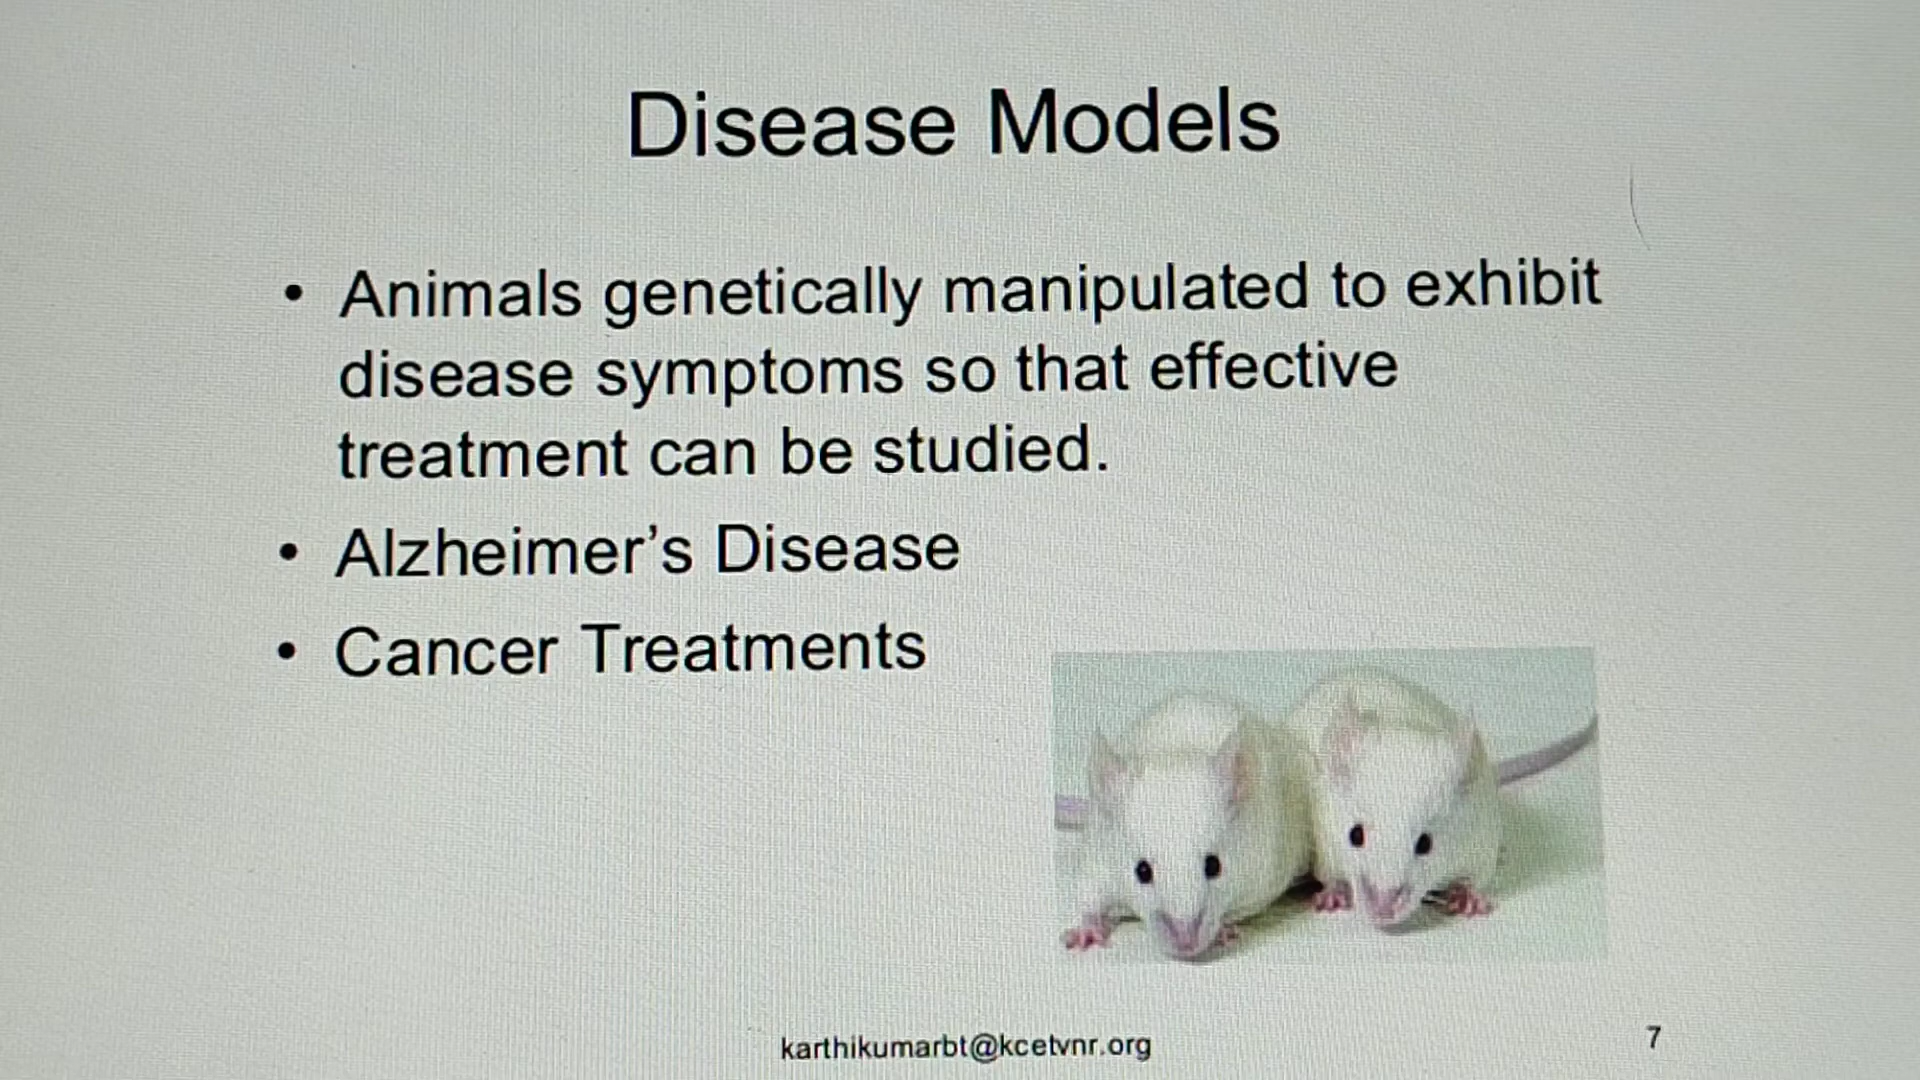 Disease Models
• Animals genetically manipulated to exhibit
disease symptoms so that effective
treatment can be studied.
• Alzheimer’s Disease
• Cancer Treatments
karthikumarbt@kcetvnr.org
7